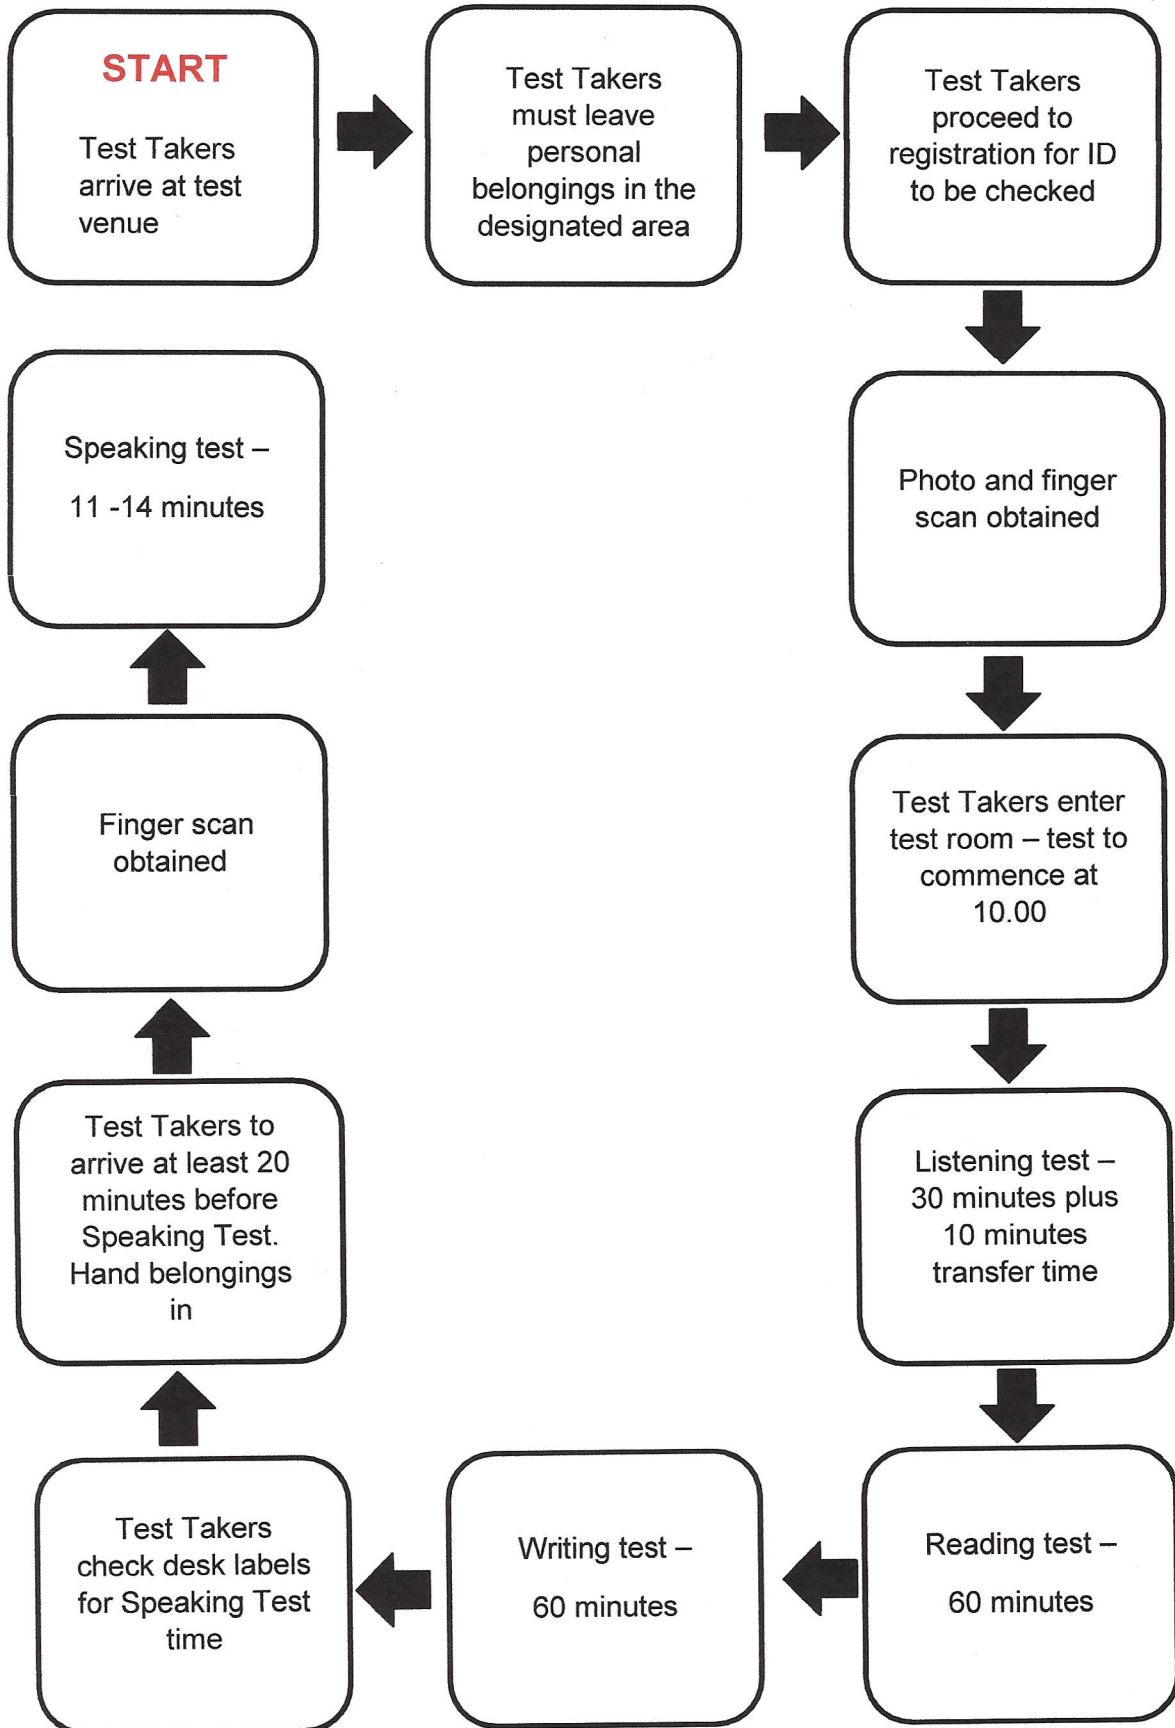 START
Test Takers
arrive at test
venue
Test Takers
must leave
personal
belongings in the
designated area
Test Takers
proceed to
registration for ID
to be checked
Photo and finger
scan obtained
Test Takers enter
test room – test to
commence at
10.00
Listening test –
30 minutes plus
10 minutes
transfer time
Reading test –
60 minutes
Writing test –
60 minutes
Test Takers
check desk labels
for Speaking Test
time
Test Takers to
arrive at least 20
minutes before
Speaking Test.
Hand belongings
in
Finger scan
obtained
Speaking test –
11 -14 minutes